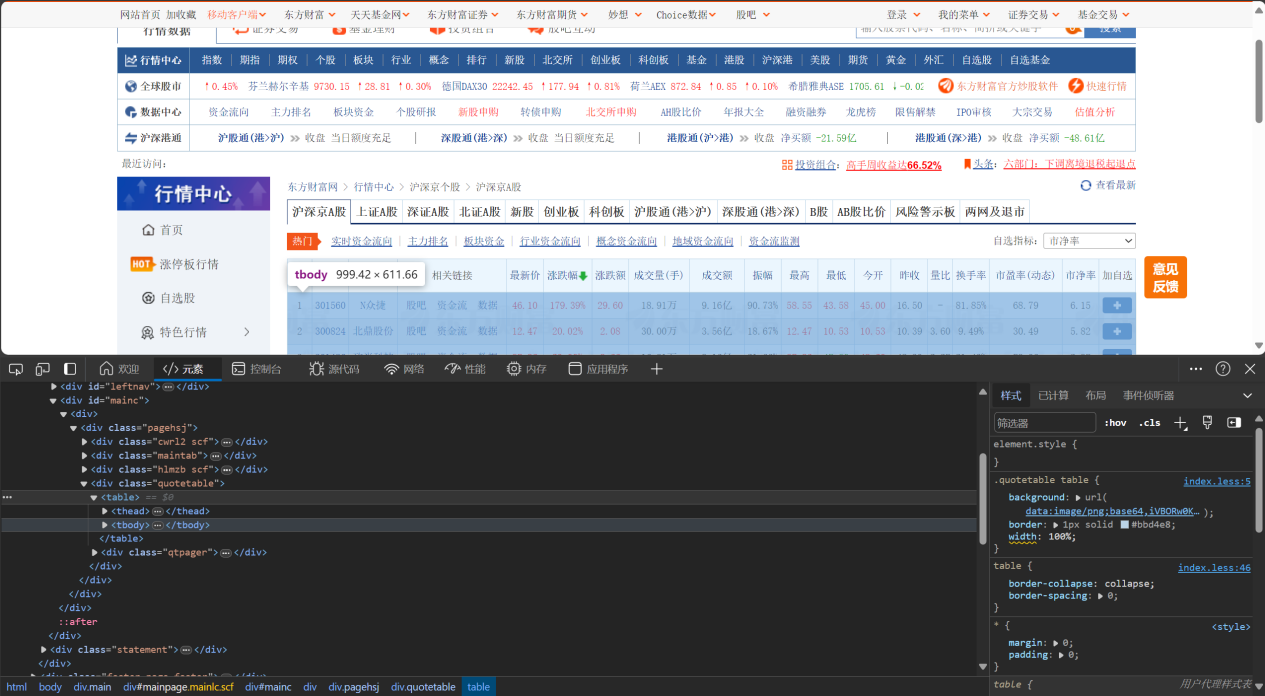 网站首页 加收藏 移动客户端 东方财富 天天基金网 东方财富证券 东方财富期货 妙想 Choice数据 股吧 登录 我的菜单 证券交易 基金交易
行情数据 证券交易 基金理财 投资组合 股吧互动 输入股票代码、名称、简拼或关键字 搜索
行情中心 指数 期指 期权 个股 板块 行业 概念 排行 新股 北交所 创业板 科创板 基金 港股 沪深港 美股 期货 黄金 外汇 自选股 自选基金
全球股市 ↑0.45% 芬兰赫尔辛基 9730.15 ↑28.81 ↑0.30% 德国DAX30 22242.45 ↑177.94 ↑0.81% 荷兰AEX 872.84 ↑0.85 ↑0.10% 希腊雅典ASE 1705.61 ↓-0.02 东方财富官方炒股软件 快速行情
数据中心 资金流向 主力排名 板块资金 个股研报 新股申购 转债申购 北交所申购 AH股比价 年报大全 融资融券 龙虎榜 限售解禁 IPO审核 大宗交易 估值分析
沪深港通 沪股通(港>沪) 收盘 当日额度充足 深股通(港>深) 收盘 当日额度充足 港股通(沪>港) 收盘 净买额 -21.59亿 港股通(深>港) 收盘 净买额 -48.61亿
最近访问: 投资组合: 高手周收益达66.52% 头条: 六部门：下调离境退税起退点
行情中心 东方财富网 > 行情中心 > 沪深京个股 > 沪深京A股 查看最新
沪深京A股 上证A股 深证A股 北证A股 新股 创业板 科创板 沪股通(港>沪) 深股通(港>深) B股 AB股比价 风险警示板 两网及退市
首页
热门 实时资金流向 主力排名 板块资金 行业资金流向 概念资金流向 地域资金流向 资金流监测 自选指标: 市净率
HOT 涨停板行情
tbody 999.42 × 611.66 相关链接 最新价 涨跌幅 涨跌额 成交量(手) 成交额 振幅 最高 最低 今开 昨收 量比 换手率 市盈率(动态) 市净率 加自选
意见
反馈
自选股
1 301560 N众捷 股吧 资金流 数据 46.10 179.39% 29.60 18.91万 9.16亿 90.73% 58.55 43.58 45.00 16.50 - 81.85% 68.79 6.15 +
特色行情
2 300824 北鼎股份 股吧 资金流 数据 12.47 20.02% 2.08 30.00万 3.56亿 18.67% 12.47 10.53 10.53 10.39 3.60 9.49% 30.49 5.82 +
欢迎 </> 元素 控制台 源代码 网络 性能 内存 应用程序 +
<div id="leftnav"> ⋯ </div>
<div id="mainc">
<div>
<div class="pagehsj">
<div class="cwrl2 scf"> ⋯ </div>
<div class="maintab"> ⋯ </div>
<div class="hlmzb scf"> ⋯ </div>
<div class="quotetable">
<table> == $0
<thead> ⋯ </thead>
<tbody> ⋯ </tbody>
</table>
<div class="qtpager"> ⋯ </div>
</div>
</div>
</div>
</div>
::after
</div>
<div class="statement"> ⋯ </div>
</div>
html body div.main div#mainpage.mainlc.scf div#mainc div div.pagehsj div.quotetable table
样式 已计算 布局 事件侦听器
筛选器 :hov .cls
element.style {
}
.quotetable table { index.less:5
background: url(
data:image/png;base64,iVBORw0K… );
border: 1px solid #bbd4e8;
width: 100%;
}
table { index.less:46
border-collapse: collapse;
border-spacing: 0;
}
* { <style>
margin: 0;
padding: 0;
}
table { 用户代理样式表